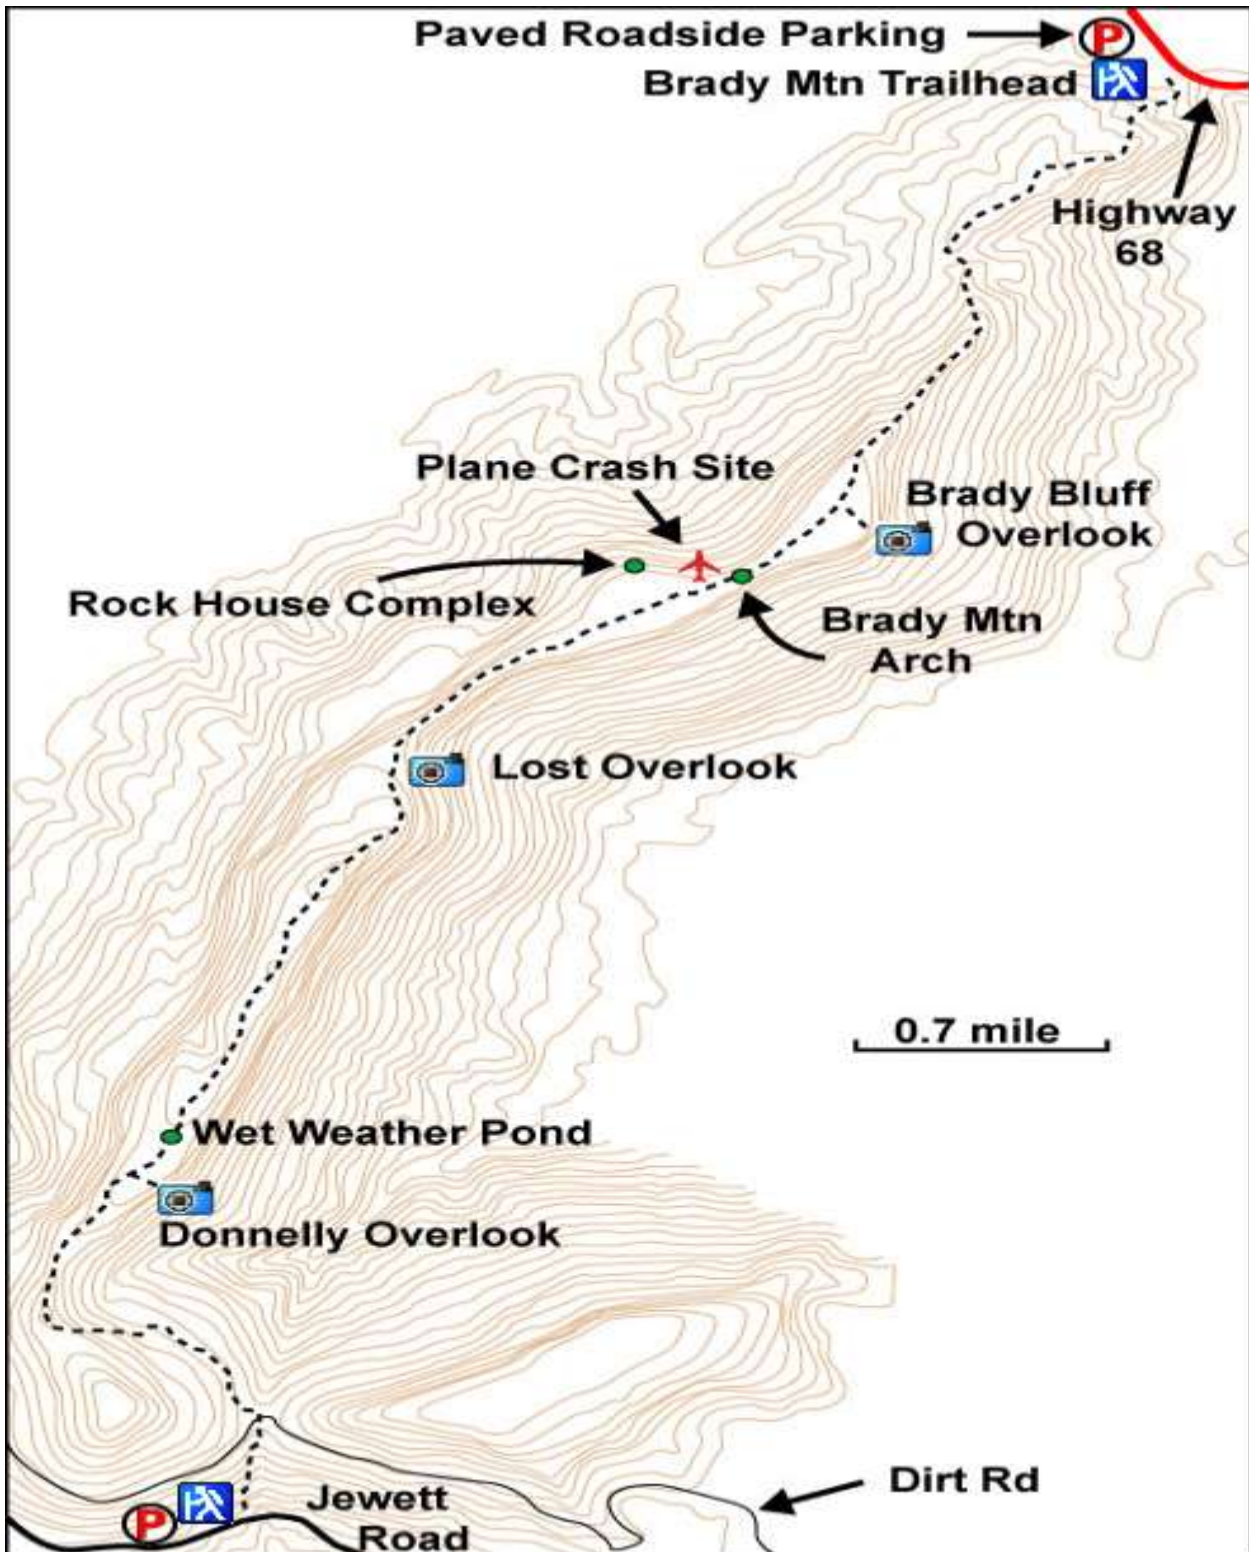 Paved Roadside Parking
P
Brady Mtn Trailhead
Highway
68
Plane Crash Site
Brady Bluff
Overlook
Rock House Complex
Brady Mtn
Arch
Lost Overlook
0.7 mile
Wet Weather Pond
Donnelly Overlook
Dirt Rd
Jewett
Road
P